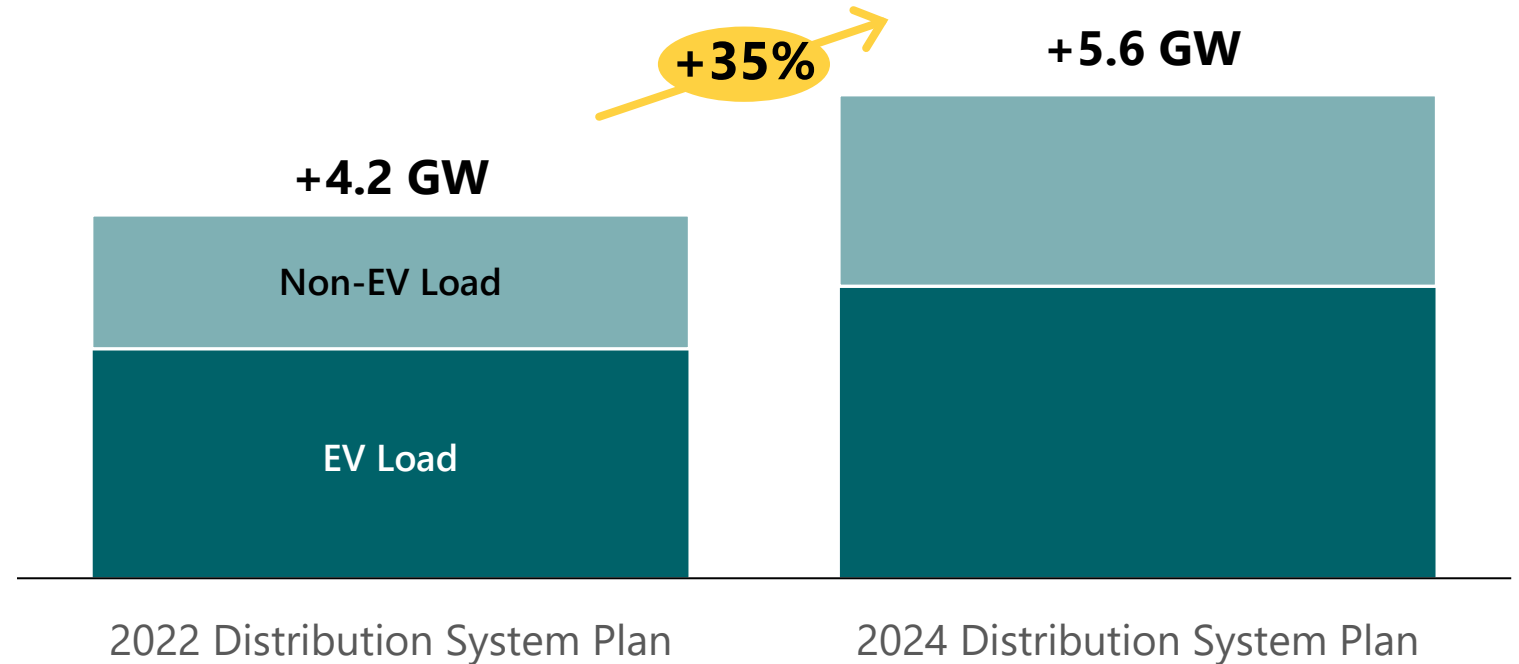 +35%
+5.6 GW
+4.2 GW
Non-EV Load
EV Load
2022 Distribution System Plan
2024 Distribution System Plan